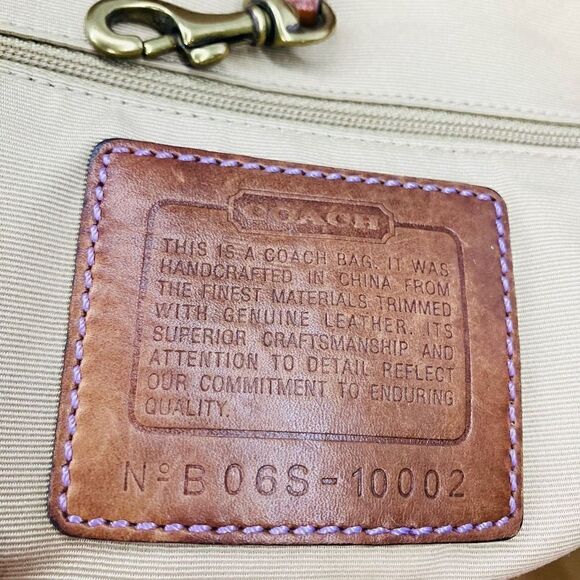 COACH
THIS IS A COACH BAG. IT WAS
HANDCRAFTED IN CHINA FROM
THE FINEST MATERIALS TRIMMED
WITH GENUINE LEATHER. ITS
SUPERIOR CRAFTSMANSHIP AND
ATTENTION TO DETAIL REFLECT
OUR COMMITMENT TO ENDURING
QUALITY.
Nº B06S-10002